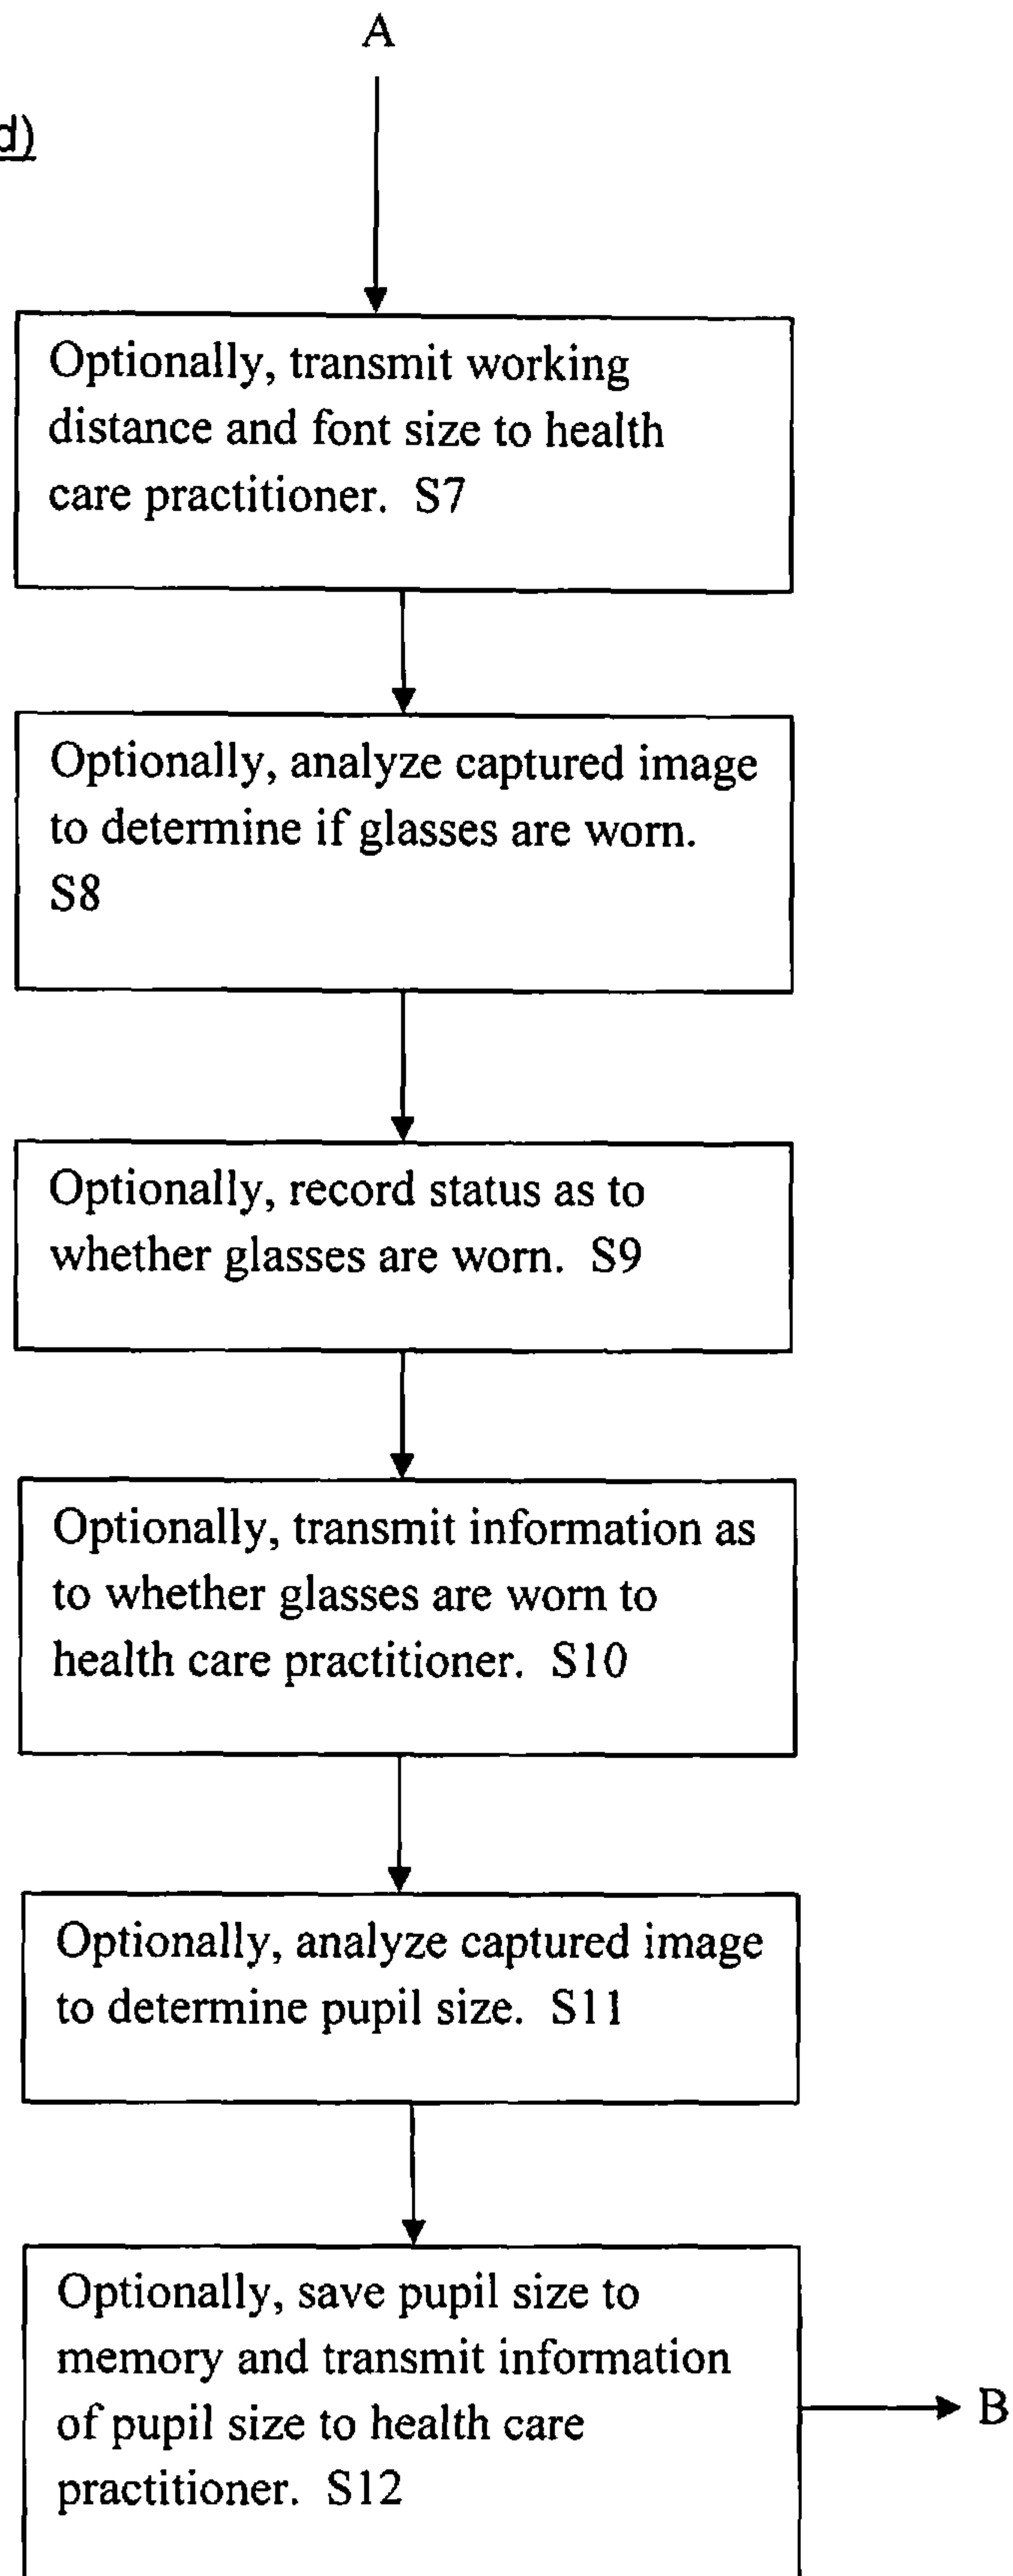 A
d)
Optionally, transmit working
distance and font size to health
care practitioner. S7
Optionally, analyze captured image
to determine if glasses are worn.
S8
Optionally, record status as to
whether glasses are worn. S9
Optionally, transmit information as
to whether glasses are worn to
health care practitioner. S10
Optionally, analyze captured image
to determine pupil size. S11
Optionally, save pupil size to
memory and transmit information
of pupil size to health care
practitioner. S12
B